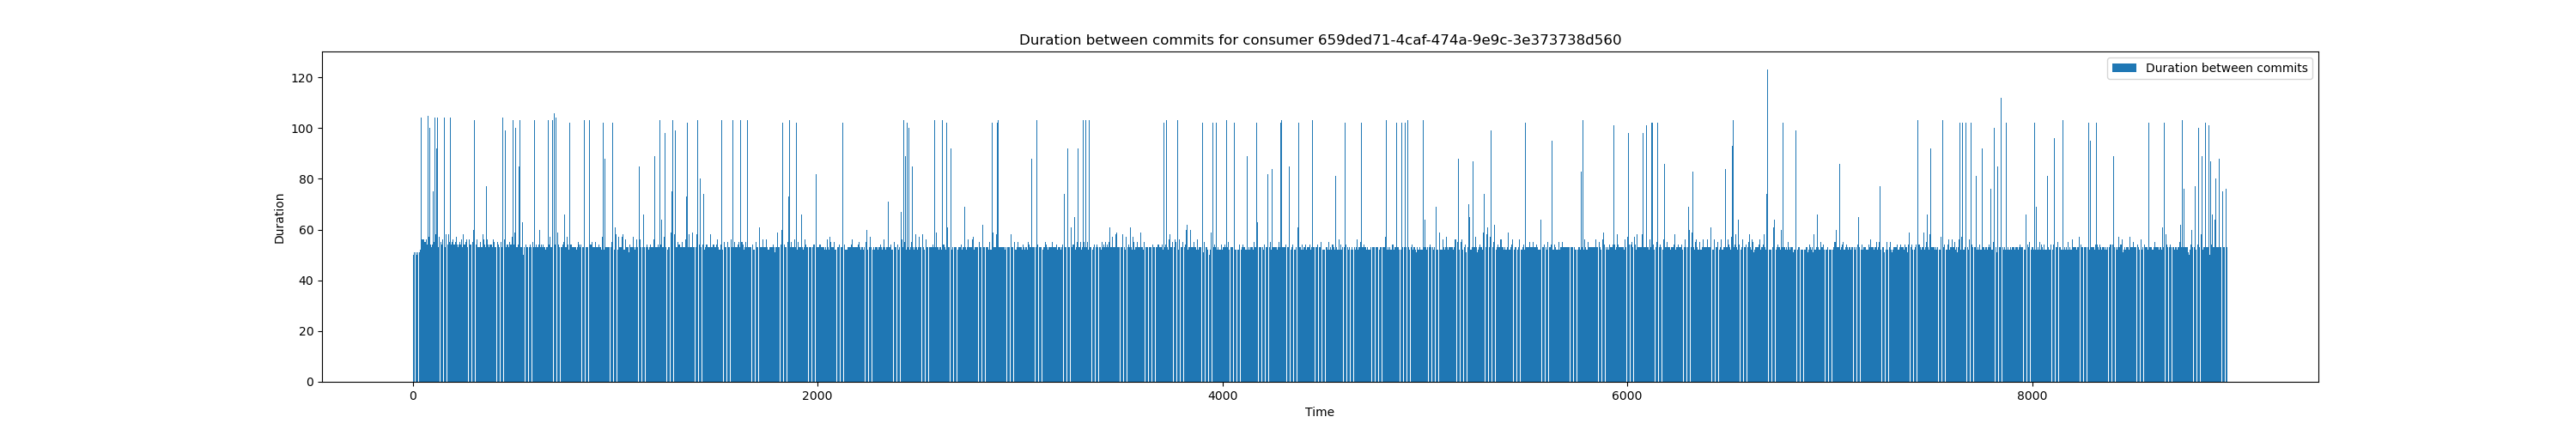 Duration between commits for consumer 659ded71-4caf-474a-9e9c-3e373738d560
Duration between commits
120
100
80
60
40
20
0
Duration
0 2000 4000 6000 8000
Time